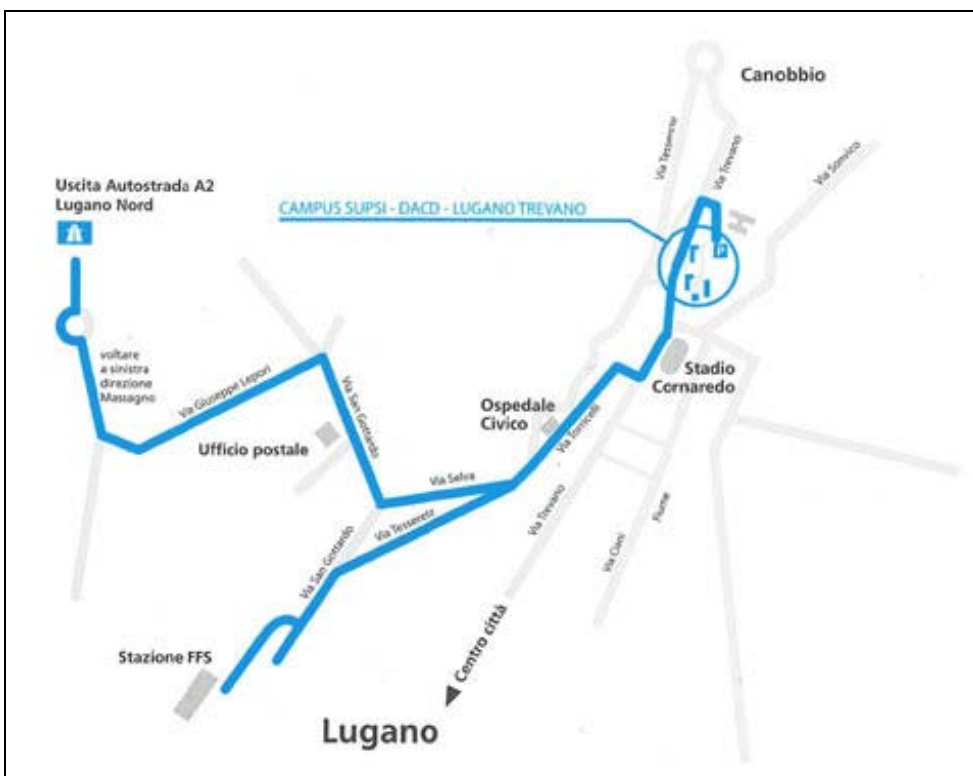 Canobbio
Via Tesserete
Via Trevano
Via Sonvico
Uscita Autostrada A2
Lugano Nord
CAMPUS SUPSI - DACD - LUGANO TREVANO
P
voltare
a sinistra
direzione
Massagno
Via Giuseppe Lepori
Via San Gottardo
Stadio
Cornaredo
Ospedale
Civico
Via Torricelli
Ufficio postale
Via Selva
Via Tesserete
Via Trevano
Fiume
Via Ciani
Via San Gottardo
Centro città
Stazione FFS
Lugano